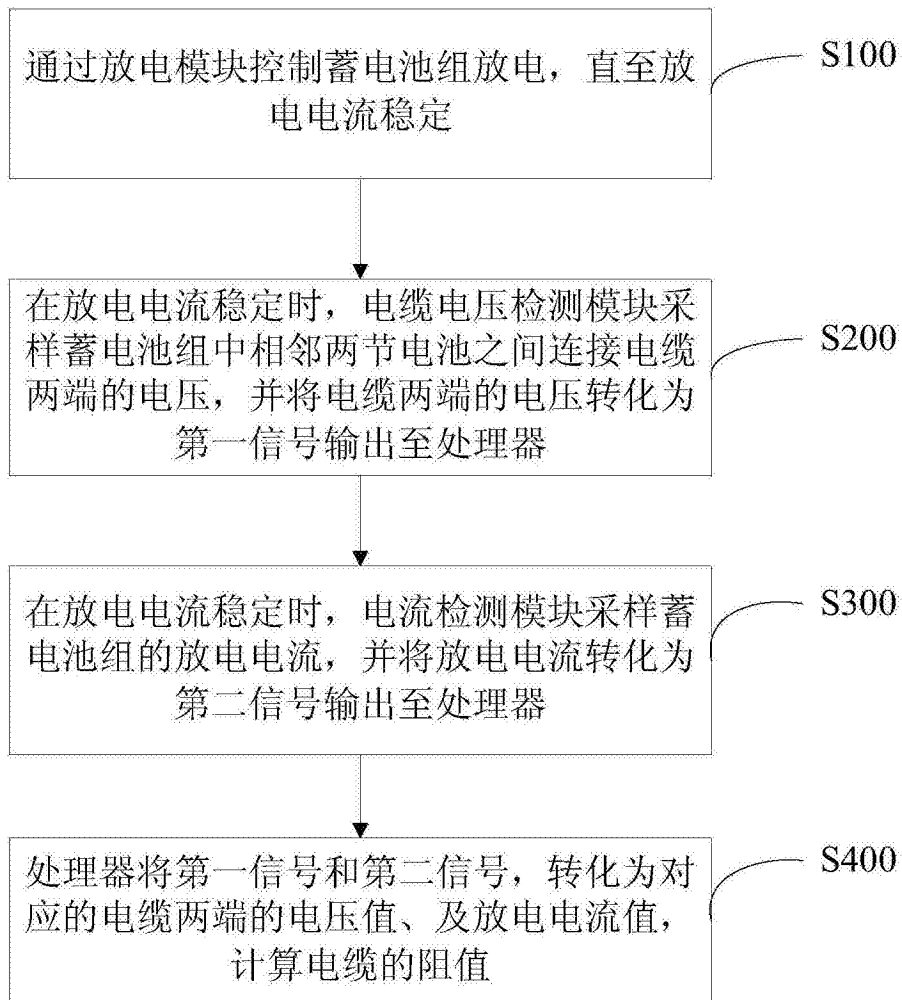 通过放电模块控制蓄电池组放电，直至放
电电流稳定
S100
在放电电流稳定时，电缆电压检测模块采
样蓄电池组中相邻两节电池之间连接电缆
两端的电压，并将电缆两端的电压转化为
第一信号输出至处理器
S200
在放电电流稳定时，电流检测模块采样蓄
电池组的放电电流，并将放电电流转化为
第二信号输出至处理器
S300
处理器将第一信号和第二信号，转化为对
应的电缆两端的电压值、及放电电流值，
计算电缆的阻值
S400